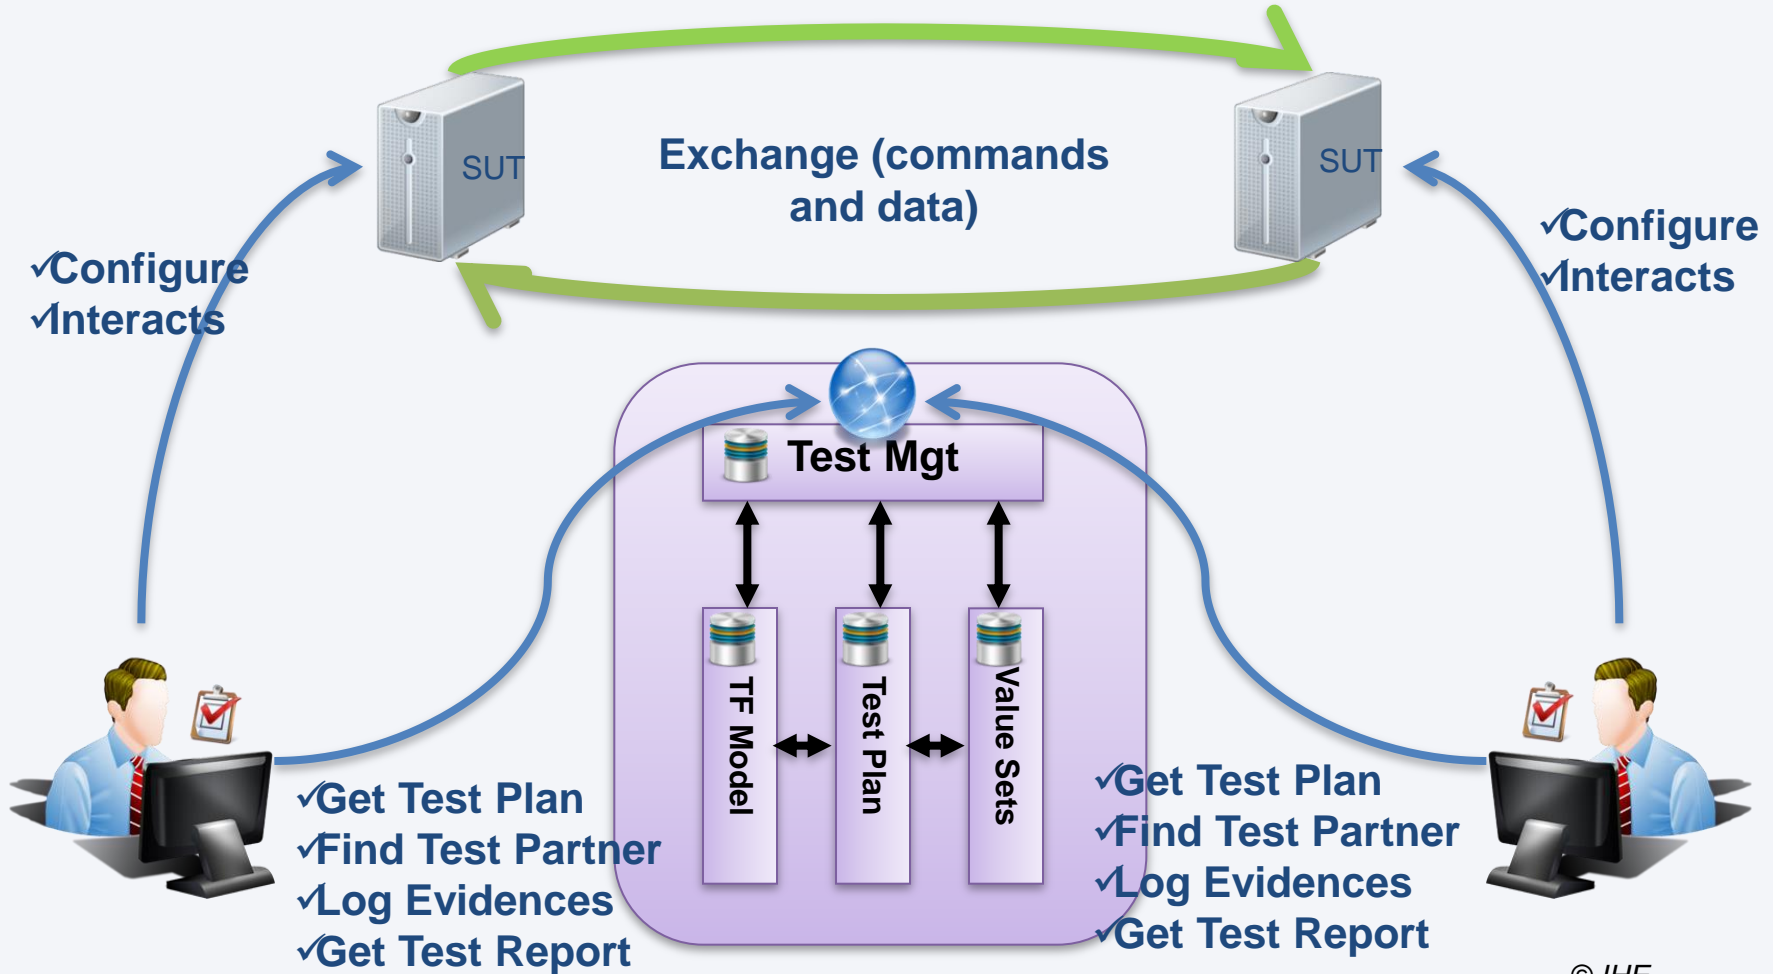 SUT
Exchange (commands
and data)
SUT
✓Configure
✓Interacts
✓Configure
✓Interacts
Test Mgt
TF Model
Test Plan
Value Sets
✓Get Test Plan
✓Find Test Partner
✓Log Evidences
✓Get Test Report
✓Get Test Plan
✓Find Test Partner
✓Log Evidences
✓Get Test Report
© IHE